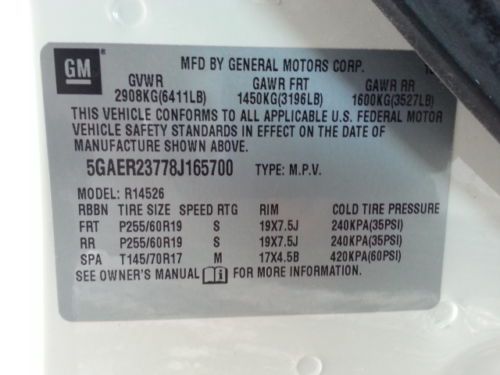 GM
MFD BY GENERAL MOTORS CORP.
GVWR GAWR FRT GAWR RR
2908KG(6411LB) 1450KG(3196LB) 1600KG(3527LB)
THIS VEHICLE CONFORMS TO ALL APPLICABLE U.S. FEDERAL MOTOR
VEHICLE SAFETY STANDARDS IN EFFECT ON THE DATE OF
MANUFACTURE SHOWN ABOVE.
5GAER23778J165700 TYPE: M.P.V.
MODEL: R14526
RBBN TIRE SIZE SPEED RTG RIM COLD TIRE PRESSURE
FRT P255/60R19 S 19X7.5J 240KPA(35PSI)
RR P255/60R19 S 19X7.5J 240KPA(35PSI)
SPA T145/70R17 M 17X4.5B 420KPA(60PSI)
SEE OWNER'S MANUAL FOR MORE INFORMATION.